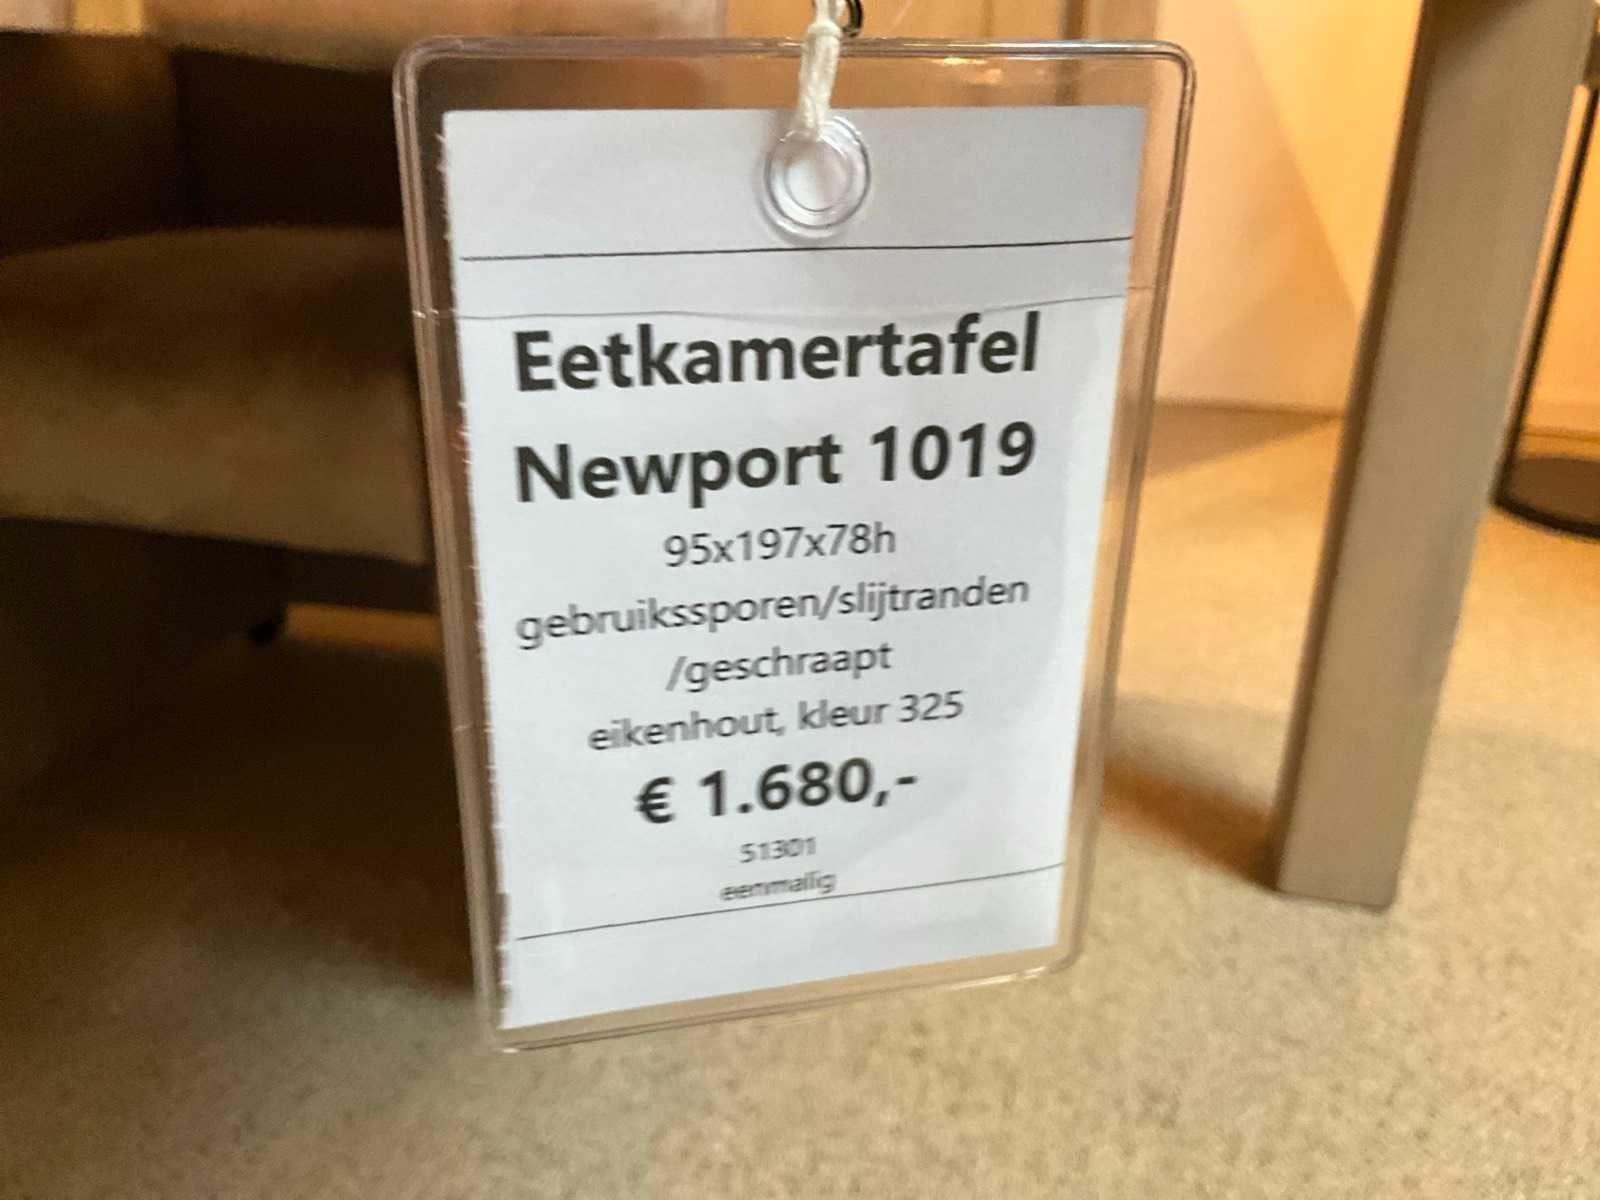 Eetkamertafel
Newport 1019
95x197x78h
gebruikssporen/slijtranden
/geschraapt
eikenhout, kleur 325
€ 1.680,-
51301
eenmalig